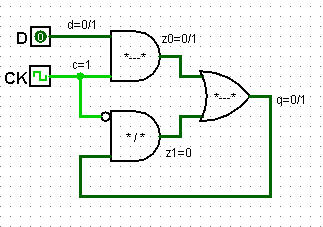 d=0/1
D 0
z0=0/1
*---*
c=1
CK
*---*
q=0/1
* / *
z1=0